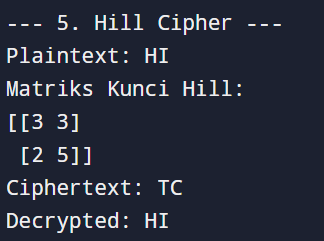 --- 5. Hill Cipher ---
Plaintext: HI
Matriks Kunci Hill:
[[3 3]
 [2 5]]
Ciphertext: TC
Decrypted: HI